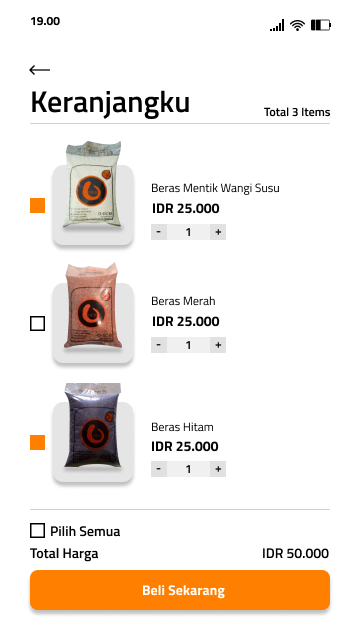 19.00
Keranjangku
Total 3 Items
Beras Mentik Wangi Susu
IDR 25.000
- 1 +
Beras Merah
IDR 25.000
- 1 +
Beras Hitam
IDR 25.000
- 1 +
Pilih Semua
Total Harga IDR 50.000
Beli Sekarang